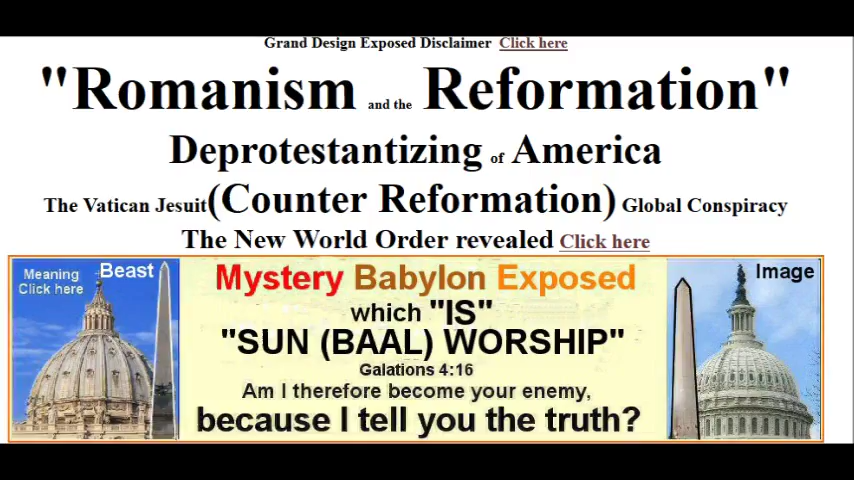 Grand Design Exposed Disclaimer Click here
"Romanism and the Reformation"
Deprotestantizing of America
The Vatican Jesuit(Counter Reformation) Global Conspiracy
The New World Order revealed Click here
Meaning
Click here
Beast
Mystery Babylon Exposed
which "IS"
"SUN (BAAL) WORSHIP"
Galations 4:16
Am I therefore become your enemy,
because I tell you the truth?
Image